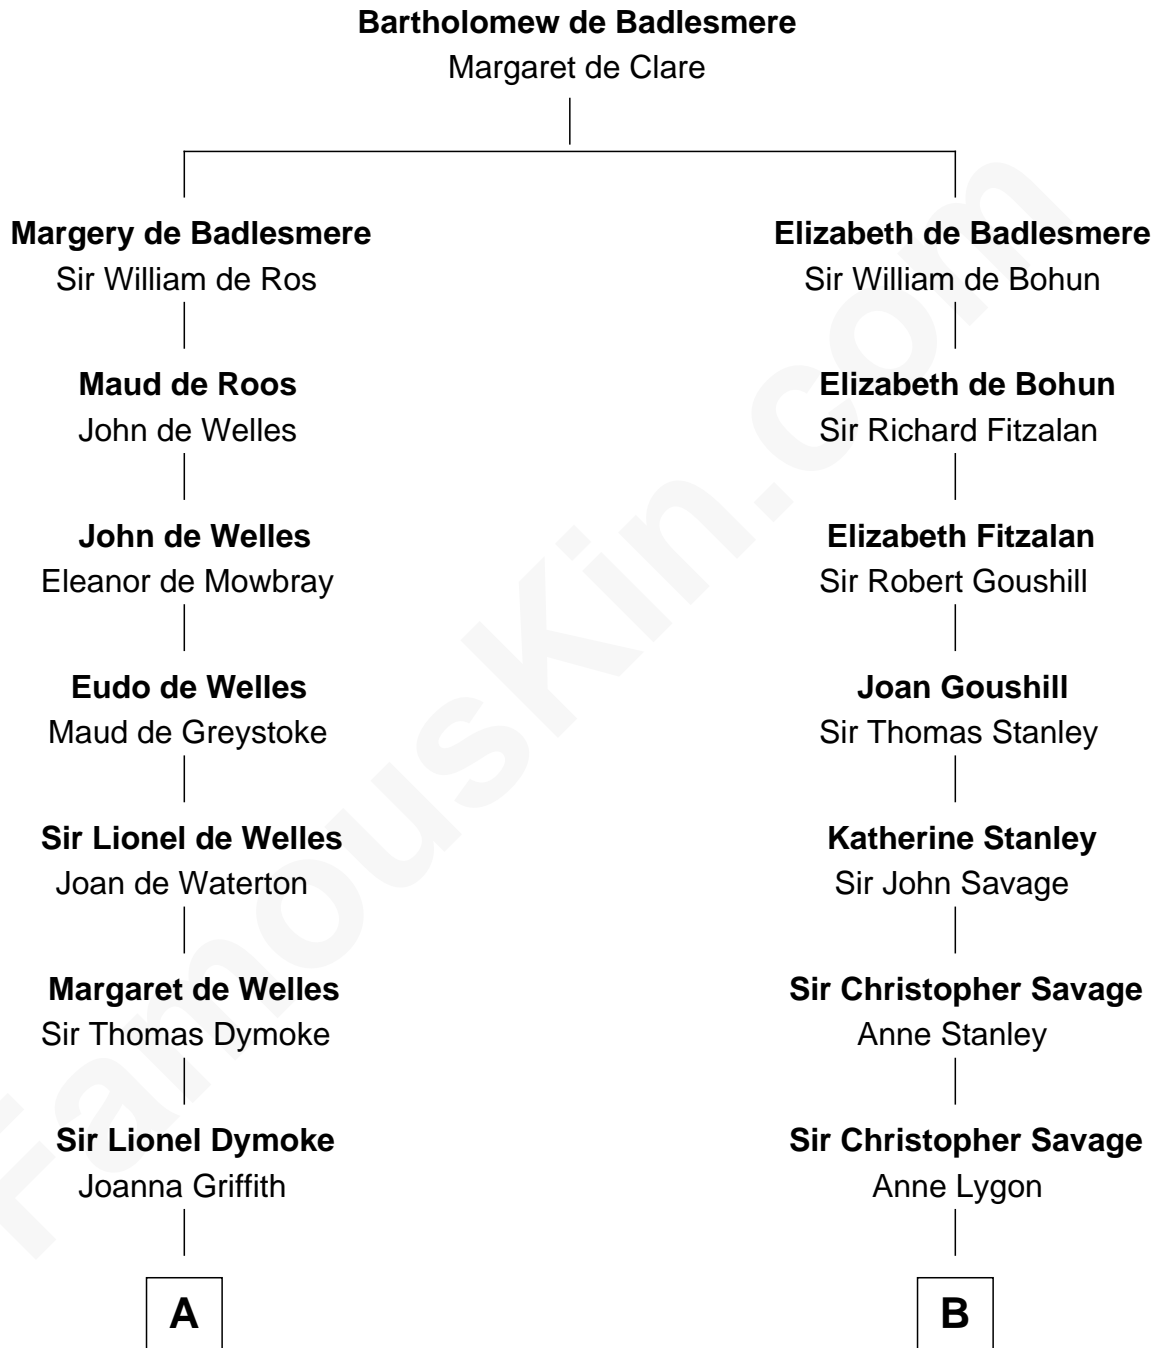 Bartholomew de Badlesmere
Margaret de Clare
Margery de Badlesmere
Sir William de Ros
Elizabeth de Badlesmere
Sir William de Bohun
Maud de Roos
John de Welles
Elizabeth de Bohun
Sir Richard Fitzalan
John de Welles
Eleanor de Mowbray
Elizabeth Fitzalan
Sir Robert Goushill
Eudo de Welles
Maud de Greystoke
Joan Goushill
Sir Thomas Stanley
Sir Lionel de Welles
Joan de Waterton
Katherine Stanley
Sir John Savage
Margaret de Welles
Sir Thomas Dymoke
Sir Christopher Savage
Anne Stanley
Sir Lionel Dymoke
Joanna Griffith
Sir Christopher Savage
Anne Lygon
A
B
FamousKin.com